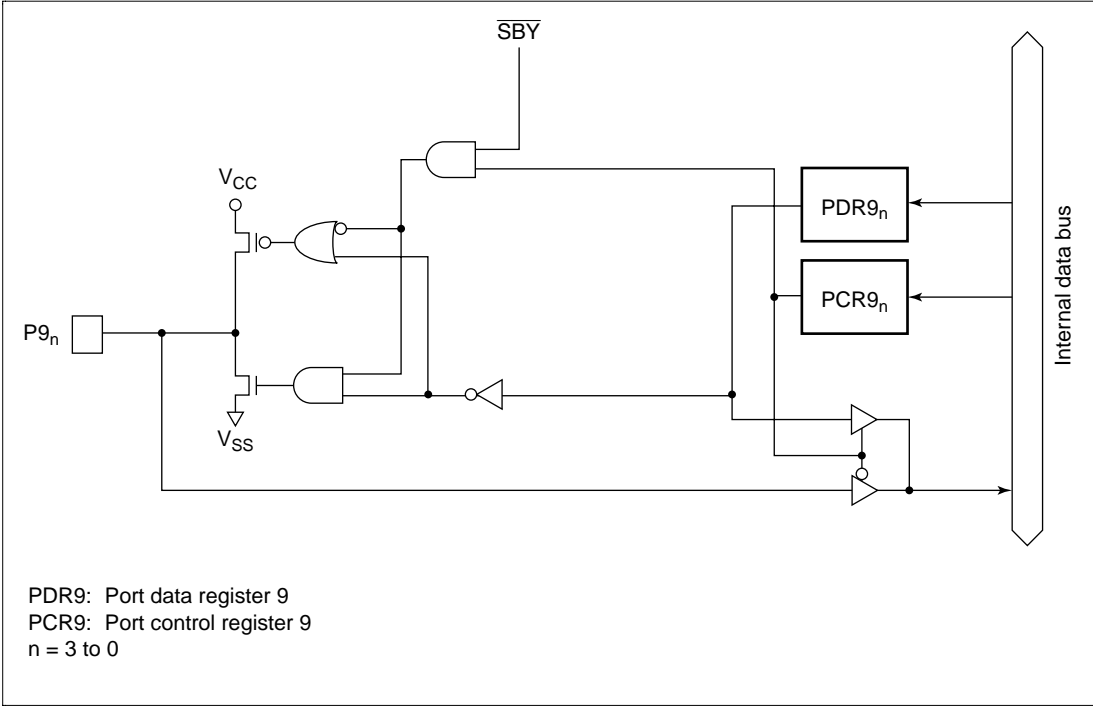 SBY
VCC
PDR9n
PCR9n
Internal data bus
P9n
VSS
PDR9: Port data register 9
PCR9: Port control register 9
n = 3 to 0